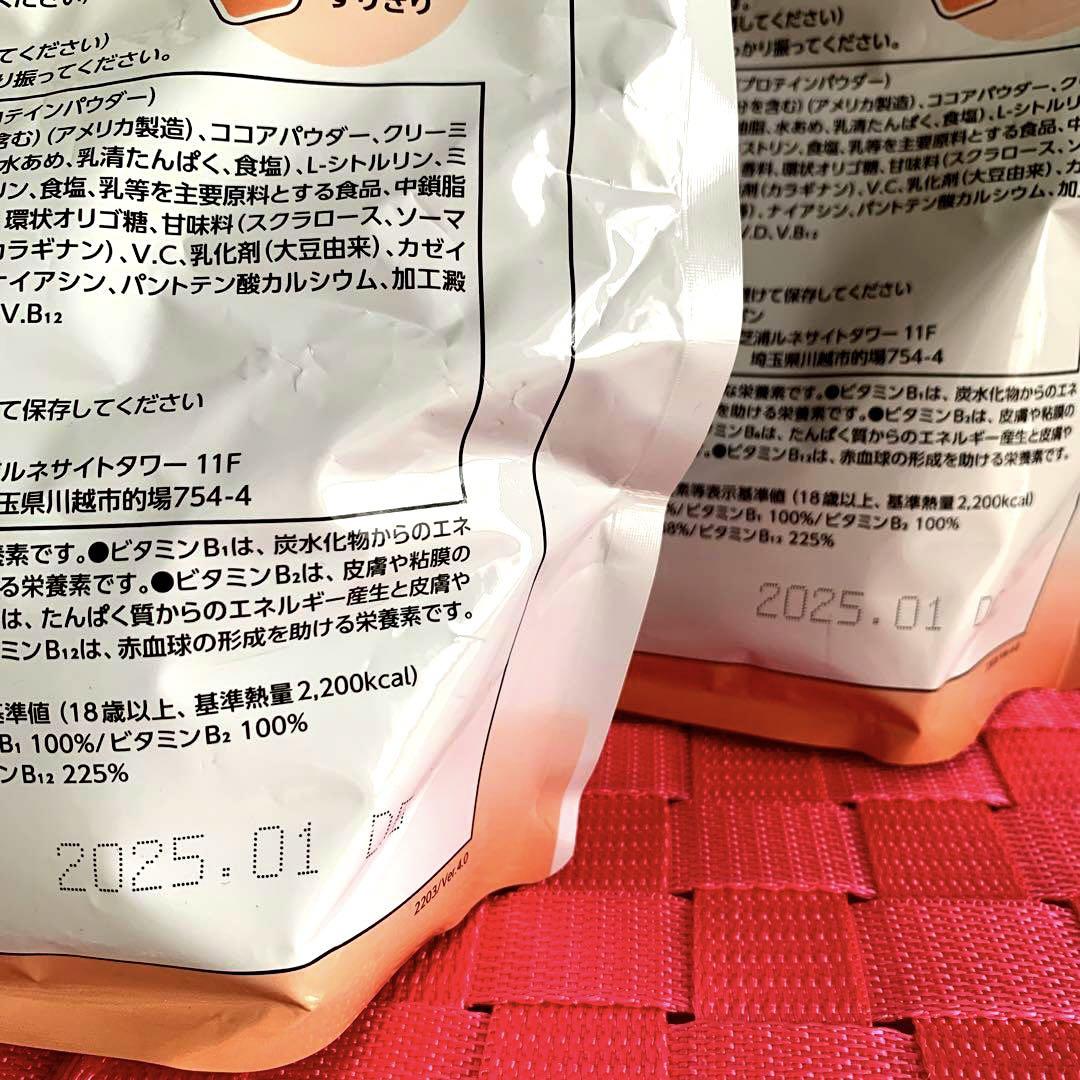 ください)
すりきり
てください)
り振ってください。
ロテインパウダー)
含む)(アメリカ製造)、ココアパウダー、クリーミ
水あめ、乳清たんぱく、食塩)、L-シトルリン、ミ
リン、食塩、乳等を主要原料とする食品、中鎖脂
環状オリゴ糖、甘味料(スクラロース、ソーマ
カラギナン)、V.C、乳化剤(大豆由来)、カゼイ
ナイアシン、パントテン酸カルシウム、加工澱
V.B₁₂
て保存してください
ルネサイトタワー 11F
玉県川越市的場754-4
養素です。●ビタミンB₁は、炭水化物からのエネ
る栄養素です。●ビタミンB₂は、皮膚や粘膜の
は、たんぱく質からのエネルギー産生と皮膚や
ミンB₁₂は、赤血球の形成を助ける栄養素です。
基準値(18歳以上、基準熱量2,200kcal)
B₁ 100%/ビタミンB₂ 100%
ンB₁₂ 225%
2025.01
2203/Ver.4.0
してください)
っかり振ってください。
(プロテインパウダー)
分を含む)(アメリカ製造)、ココアパウダー、ク
脂、水あめ、乳清たんぱく、食塩)、L-シトルリ
ストリン、食塩、乳等を主要原料とする食品、中
香料、環状オリゴ糖、甘味料(スクラロース、ソ
剤(カラギナン)、V.C、乳化剤(大豆由来)、カ
)、ナイアシン、パントテン酸カルシウム、加
V.D、V.B₁₂
避けて保存してください
パン
芝浦ルネサイトタワー 11F
埼玉県川越市的場754-4
な栄養素です。●ビタミンB₁は、炭水化物からのエネ
を助ける栄養素です。●ビタミンB₂は、皮膚や粘膜の
ミンB₆は、たんぱく質からのエネルギー産生と皮膚や
。●ビタミンB₁₂は、赤血球の形成を助ける栄養素です。
素等表示基準値(18歳以上、基準熱量2,200kcal)
%/ビタミンB₁ 100%/ビタミンB₂ 100%
%/ビタミンB₁₂ 225%
2025.01